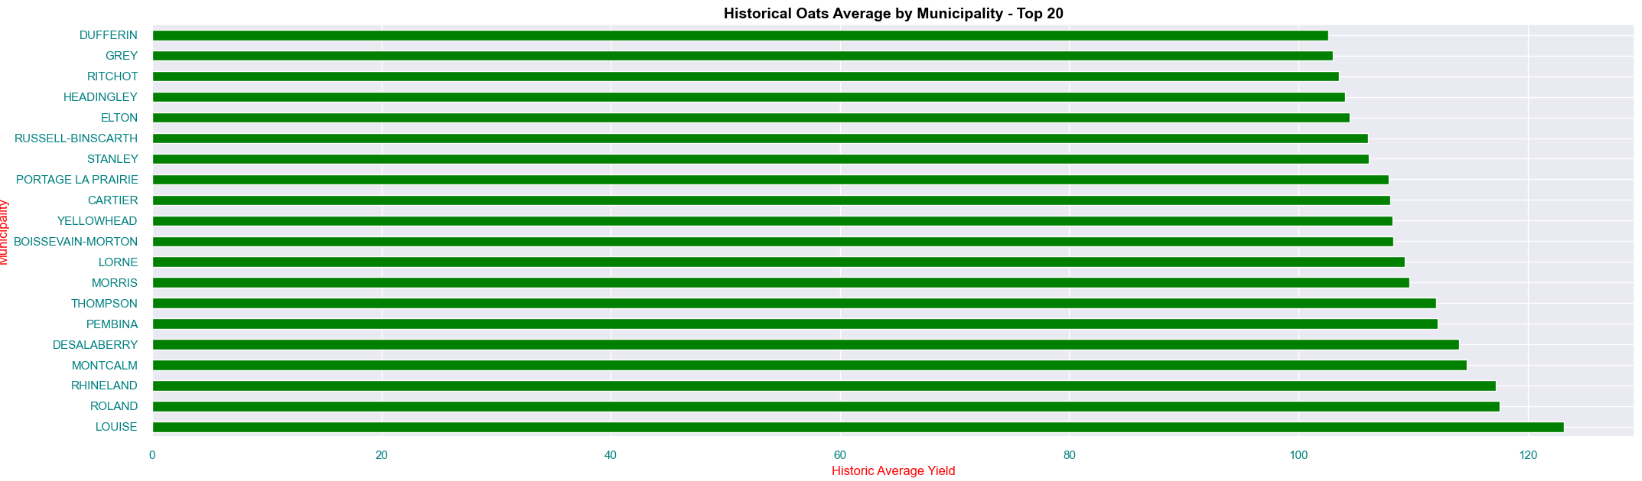 Historical Oats Average by Municipality - Top 20
DUFFERIN
GREY
RITCHOT
HEADINGLEY
ELTON
RUSSELL-BINSCARTH
STANLEY
PORTAGE LA PRAIRIE
CARTIER
YELLOWHEAD
BOISSEVAIN-MORTON
LORNE
MORRIS
THOMPSON
PEMBINA
DESALABERRY
MONTCALM
RHINELAND
ROLAND
LOUISE
Municipality
0 20 40 60 80 100 120
Historic Average Yield